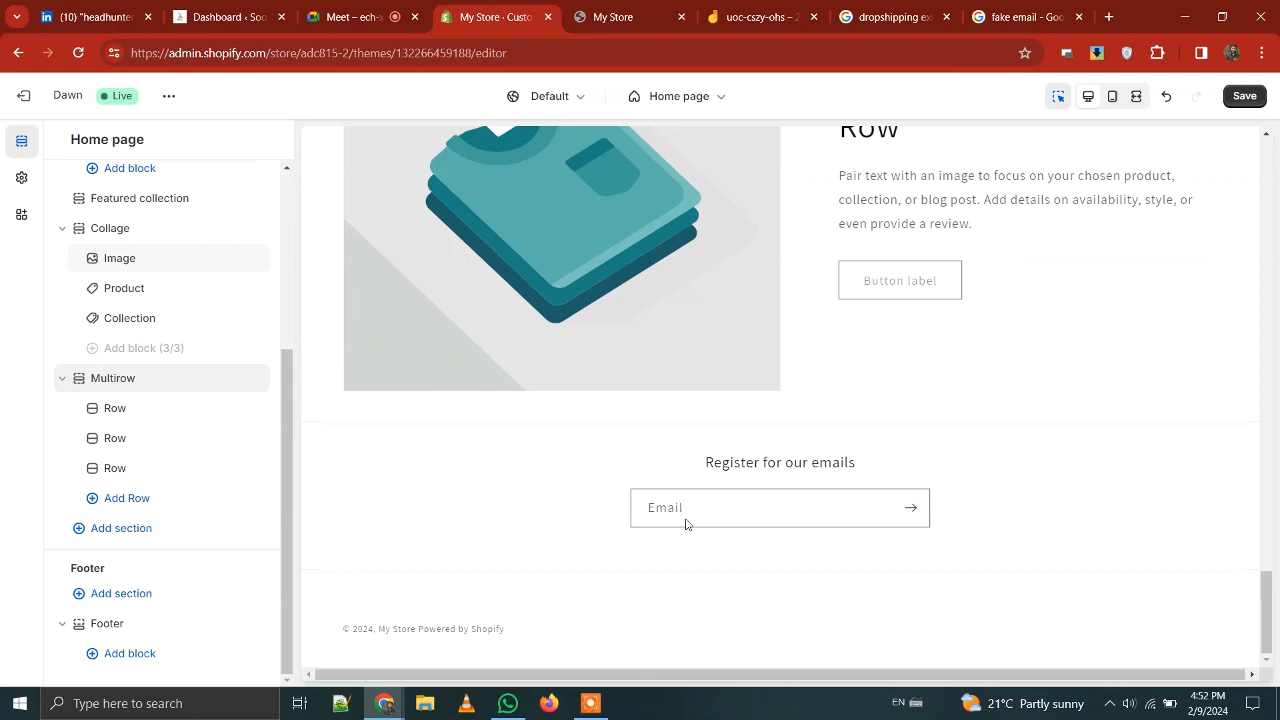 (10) "headhunter
Dashboard ‹ Soo
Meet – ech-x
My Store · Custo
My Store
uoc-cszy-ohs – 2
dropshipping ex
fake email - Goo
https://admin.shopify.com/store/adc815-2/themes/132266459188/editor
Dawn
Live
Default
Home page
Save
Home page
Add block
Featured collection
Collage
Image
Product
Collection
Add block (3/3)
Multirow
Row
Row
Row
Add Row
Add section
Footer
Add section
Footer
Add block
Row
Pair text with an image to focus on your chosen product,
collection, or blog post. Add details on availability, style, or
even provide a review.
Button label
Register for our emails
Email
© 2024, My Store Powered by Shopify
Type here to search
EN
21°C Partly sunny
4:52 PM
2/9/2024